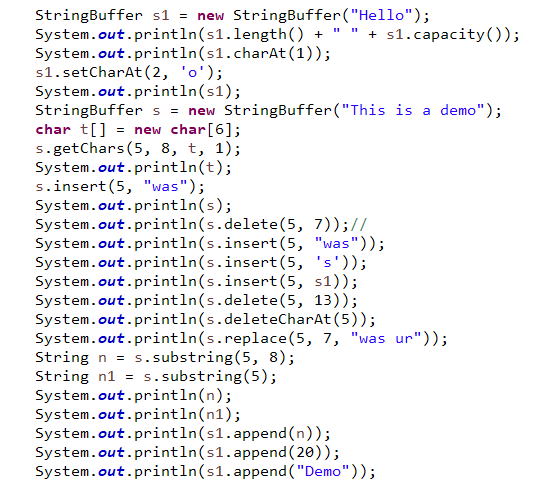 StringBuffer s1 = new StringBuffer("Hello");
System.out.println(s1.length() + " " + s1.capacity());
System.out.println(s1.charAt(1));
s1.setCharAt(2, 'o');
System.out.println(s1);
StringBuffer s = new StringBuffer("This is a demo");
char t[] = new char[6];
s.getChars(5, 8, t, 1);
System.out.println(t);
s.insert(5, "was");
System.out.println(s);
System.out.println(s.delete(5, 7));//
System.out.println(s.insert(5, "was"));
System.out.println(s.insert(5, 's'));
System.out.println(s.insert(5, s1));
System.out.println(s.delete(5, 13));
System.out.println(s.deleteCharAt(5));
System.out.println(s.replace(5, 7, "was ur"));
String n = s.substring(5, 8);
String n1 = s.substring(5);
System.out.println(n);
System.out.println(n1);
System.out.println(s1.append(n));
System.out.println(s1.append(20));
System.out.println(s1.append("Demo"));